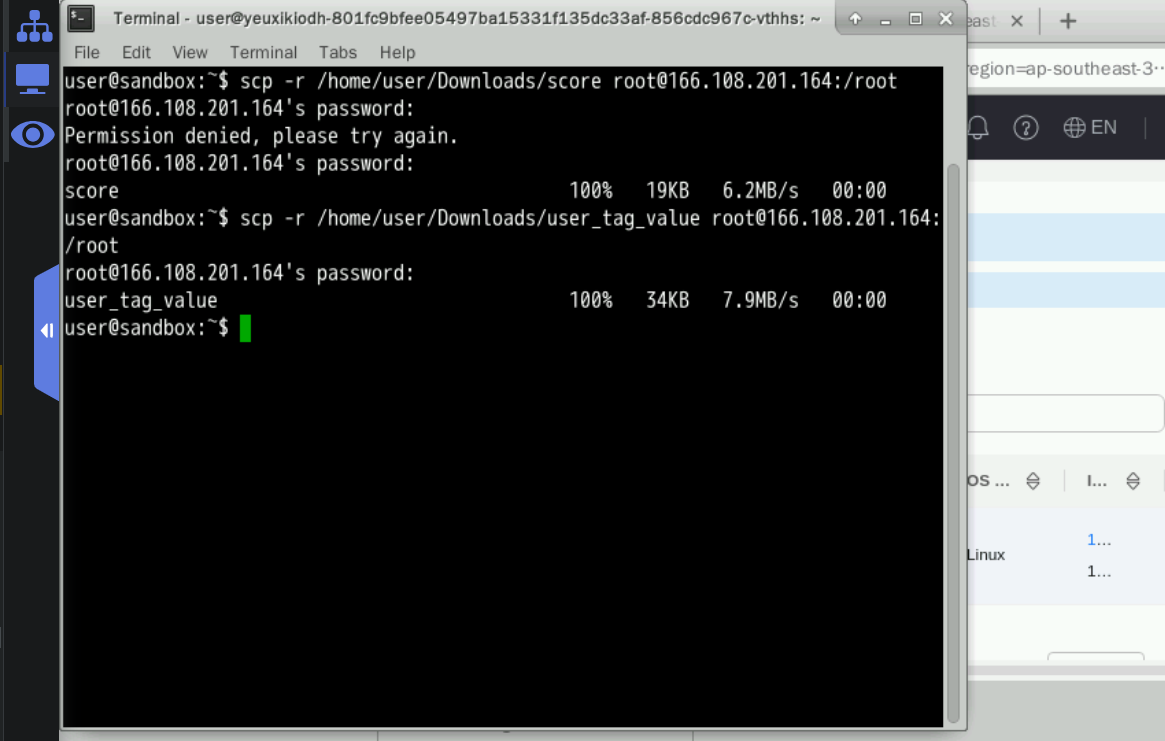 Terminal - user@yeuxikiodh-801fc9bfee05497ba15331f135dc33af-856cdc967c-vthhs: ~
east
File Edit View Terminal Tabs Help
region=ap-southeast-3··
EN
user@sandbox:~$ scp -r /home/user/Downloads/score root@166.108.201.164:/root
root@166.108.201.164's password:
Permission denied, please try again.
root@166.108.201.164's password:
score 100% 19KB 6.2MB/s 00:00
user@sandbox:~$ scp -r /home/user/Downloads/user_tag_value root@166.108.201.164:
/root
root@166.108.201.164's password:
user_tag_value 100% 34KB 7.9MB/s 00:00
user@sandbox:~$
OS ... I...
Linux
1...
1...